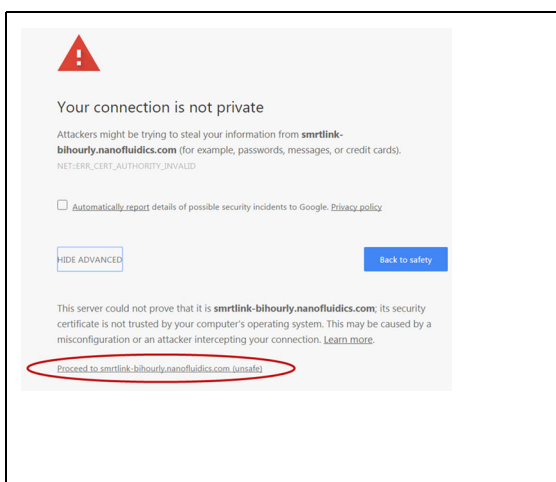 Your connection is not private
Attackers might be trying to steal your information from smrtlink-
bihourly.nanofluidics.com (for example, passwords, messages, or credit cards).
NET::ERR_CERT_AUTHORITY_INVALID
Automatically report details of possible security incidents to Google. Privacy policy
HIDE ADVANCED
Back to safety
This server could not prove that it is smrtlink-bihourly.nanofluidics.com; its security
certificate is not trusted by your computer's operating system. This may be caused by a
misconfiguration or an attacker intercepting your connection. Learn more.
Proceed to smrtlink-bihourly.nanofluidics.com (unsafe)